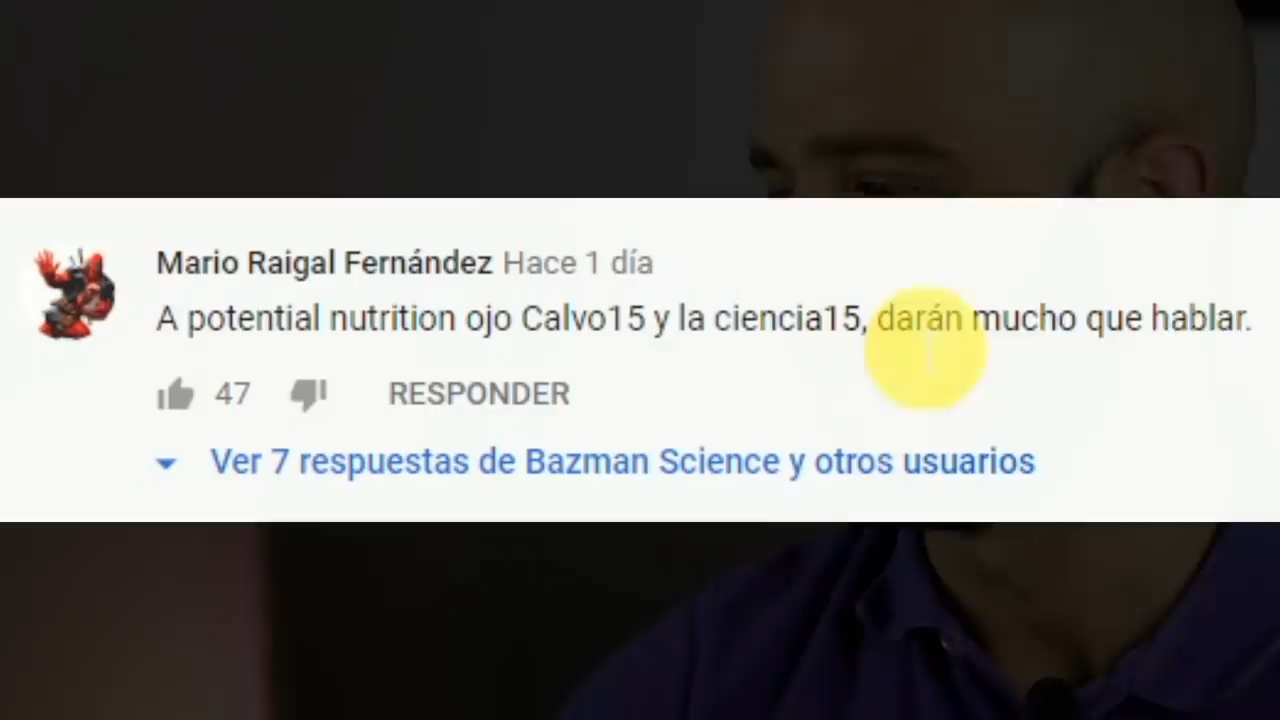 Mario Raigal Fernández Hace 1 día
A potential nutrition ojo Calvo15 y la ciencia15, darán mucho que hablar.
47 RESPONDER
Ver 7 respuestas de Bazman Science y otros usuarios